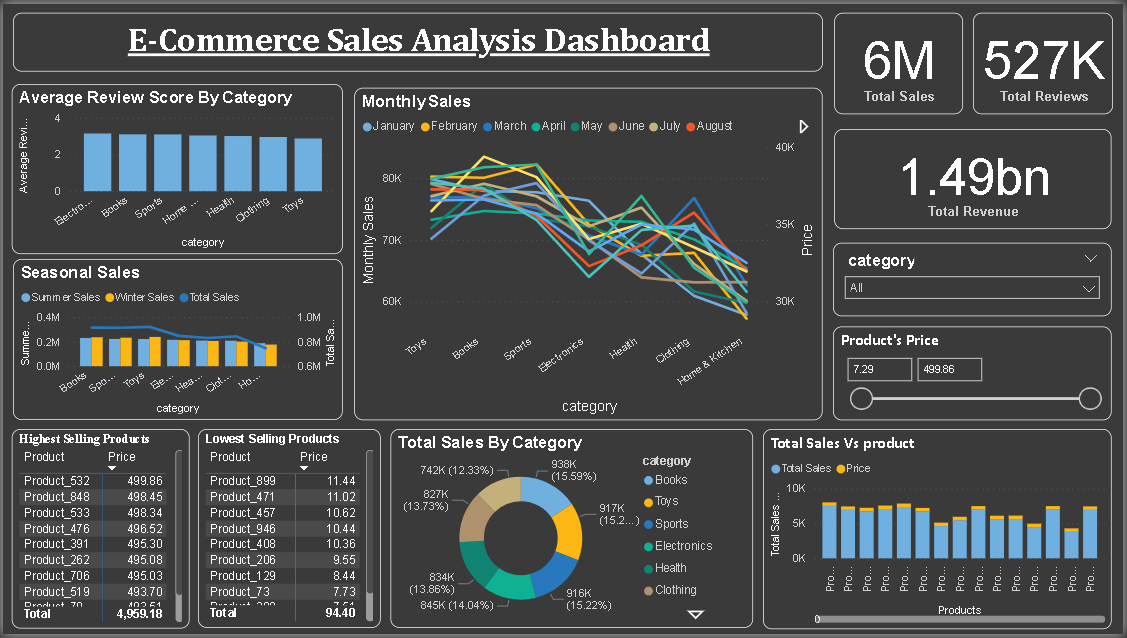 E-Commerce Sales Analysis Dashboard
6M
Total Sales
527K
Total Reviews
1.49bn
Total Revenue
category
All
Product's Price
7.29 499.86
Average Review Score By Category
Average Revi...
4
2
0
Electro... Books Sports Home ... Health Clothing Toys
category
Seasonal Sales
Summer Sales Winter Sales Total Sales
Summe...
0.4M
0.2M
0.0M
1.0M
0.8M
0.6M
Total Sa...
Books Spo... Toys Ele... Hea... Clot... Ho...
category
Monthly Sales
January February March April May June July August
Monthly Sales
80K
70K
60K
40K
35K
30K
Price
Toys Books Sports Electronics Health Clothing Home & Kitchen
category
Highest Selling Products
Product Price
Product_532 499.86
Product_848 498.45
Product_533 498.34
Product_476 496.52
Product_391 495.30
Product_262 495.08
Product_706 495.03
Product_519 493.70
Total 4,959.18
Lowest Selling Products
Product Price
Product_899 11.44
Product_471 11.02
Product_457 10.62
Product_946 10.44
Product_408 10.36
Product_206 9.55
Product_129 8.44
Product_73 7.73
Total 94.40
Total Sales By Category
742K (12.33%)
938K
(15.59%)
827K
(13.73%)
917K
(15.2...)
834K
(13.86%)
845K (14.04%)
916K
(15.22%)
category
Books
Toys
Sports
Electronics
Health
Clothing
Total Sales Vs product
Total Sales Price
Total Sales ...
10K
5K
0K
Pro... Pro... Pro... Pro... Pro... Pro... Pro... Pro... Pro... Pro... Pro... Pro... Pro... Pro... Pro...
Products